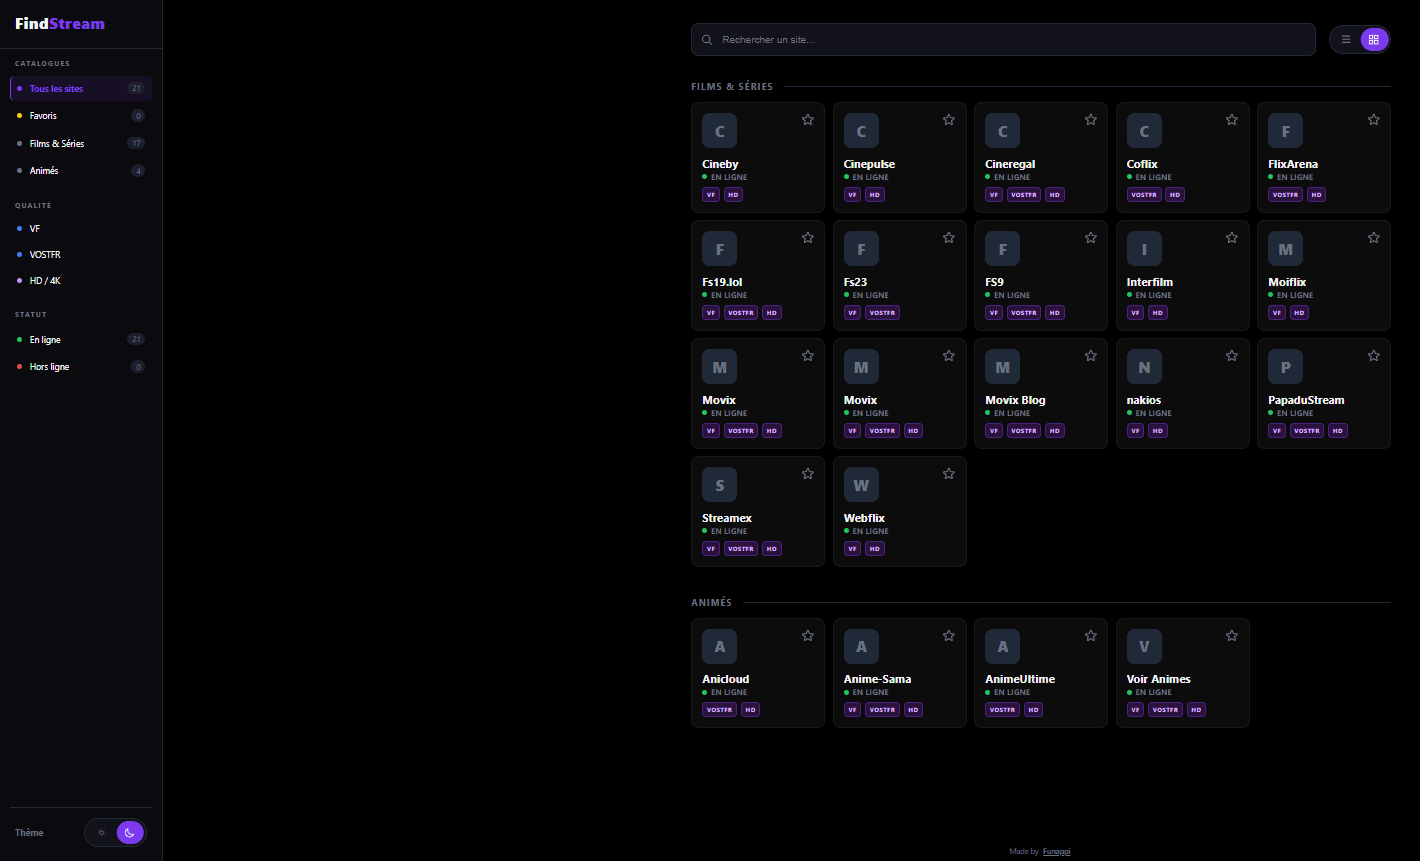 FindStream
CATALOGUES
Tous les sites 21
Favoris 0
Films & Séries 17
Animés 4
QUALITÉ
VF
VOSTFR
HD / 4K
STATUT
En ligne 21
Hors ligne 0
Thème
Rechercher un site...
FILMS & SÉRIES
C
Cineby
EN LIGNE
VF HD
C
Cinepulse
EN LIGNE
VF HD
C
Cineregal
EN LIGNE
VF VOSTFR HD
C
Coflix
EN LIGNE
VOSTFR HD
F
FlixArena
EN LIGNE
VOSTFR HD
F
Fs19.lol
EN LIGNE
VF VOSTFR HD
F
Fs23
EN LIGNE
VF VOSTFR
F
FS9
EN LIGNE
VF VOSTFR HD
I
Interfilm
EN LIGNE
VF HD
M
Moiflix
EN LIGNE
VF HD
M
Movix
EN LIGNE
VF VOSTFR HD
M
Movix
EN LIGNE
VF VOSTFR HD
M
Movix Blog
EN LIGNE
VF VOSTFR HD
N
nakios
EN LIGNE
VF HD
P
PapaduStream
EN LIGNE
VF VOSTFR HD
S
Streamex
EN LIGNE
VF VOSTFR HD
W
Webflix
EN LIGNE
VF HD
ANIMÉS
A
Anicloud
EN LIGNE
VOSTFR HD
A
Anime-Sama
EN LIGNE
VF VOSTFR HD
A
AnimeUltime
EN LIGNE
VOSTFR HD
V
Voir Animes
EN LIGNE
VF VOSTFR HD
Made by Funappi